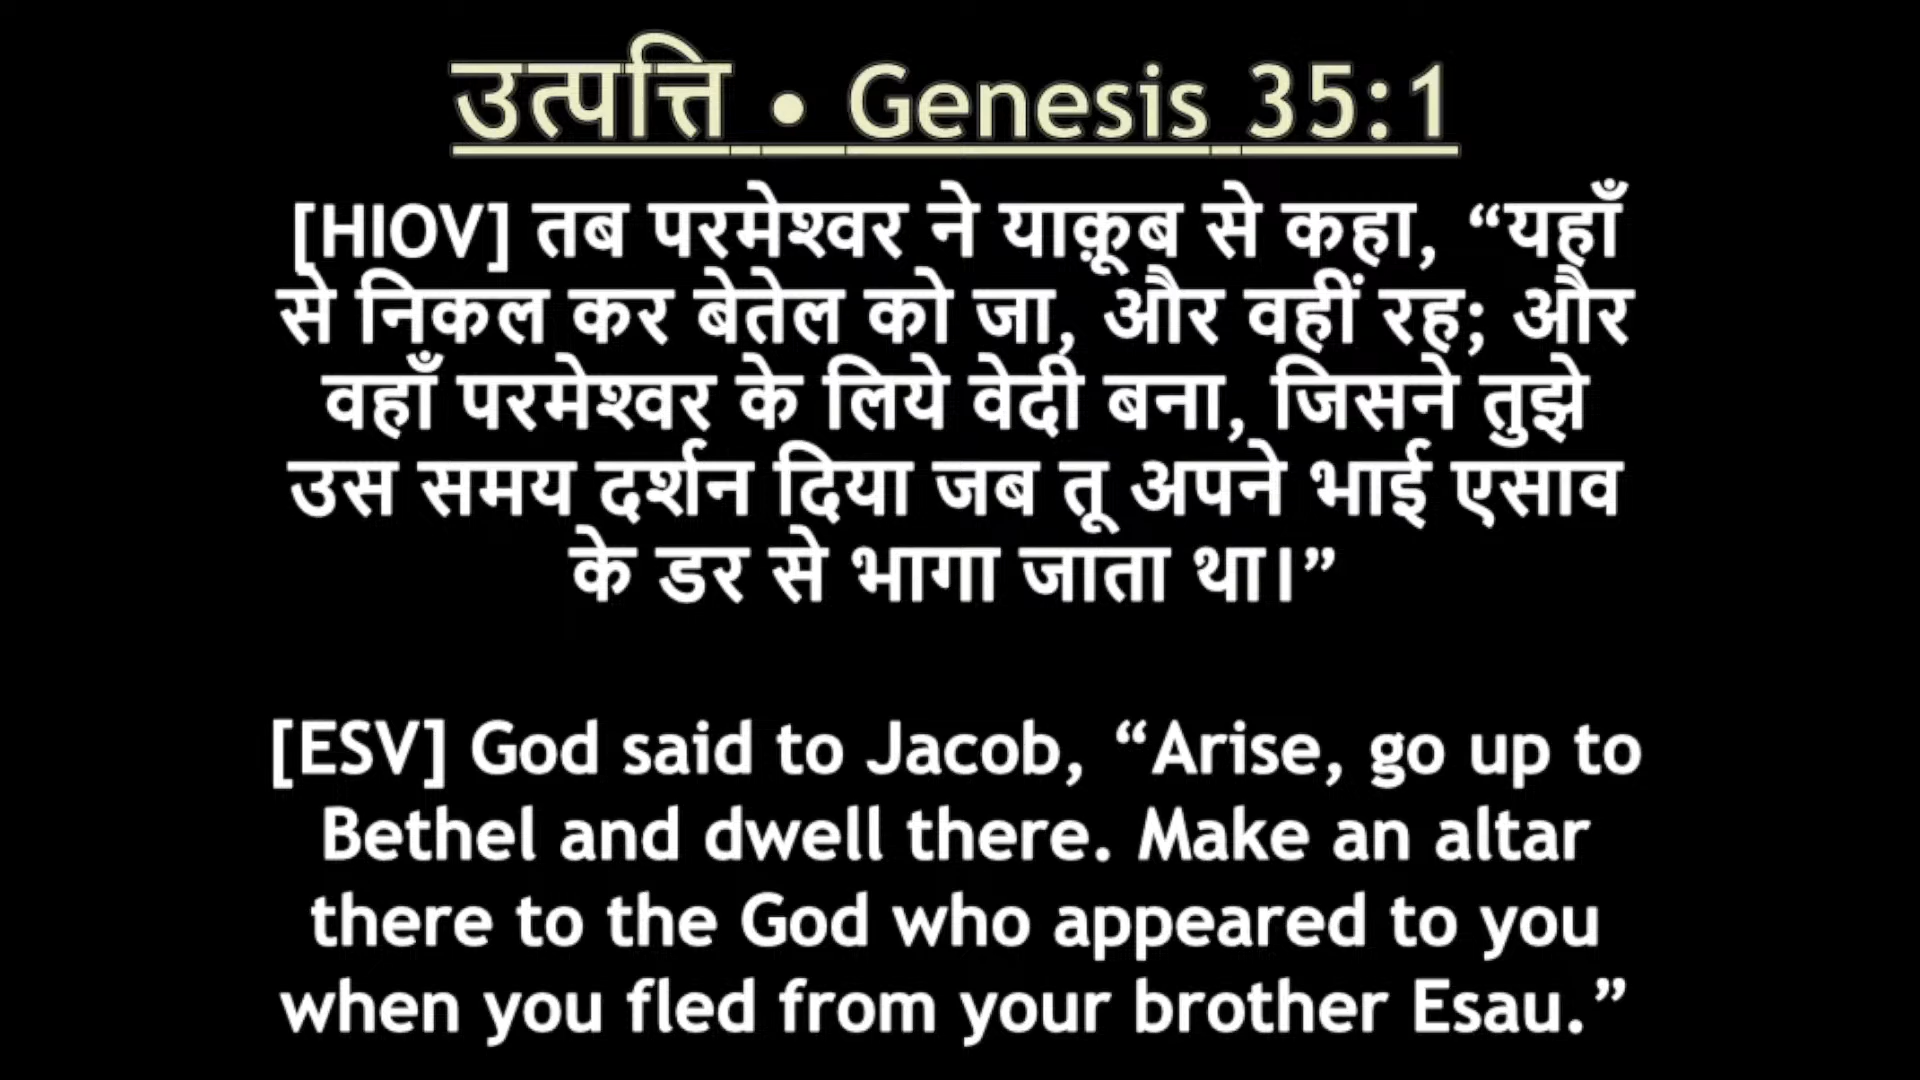 उत्पत्ति • Genesis 35:1
[HIOV] तब परमेश्वर ने याक़ूब से कहा, “यहाँ
से निकल कर बेतेल को जा, और वहीं रह; और
वहाँ परमेश्वर के लिये वेदी बना, जिसने तुझे
उस समय दर्शन दिया जब तू अपने भाई एसाव
के डर से भागा जाता था।”
[ESV] God said to Jacob, “Arise, go up to
Bethel and dwell there. Make an altar
there to the God who appeared to you
when you fled from your brother Esau.”